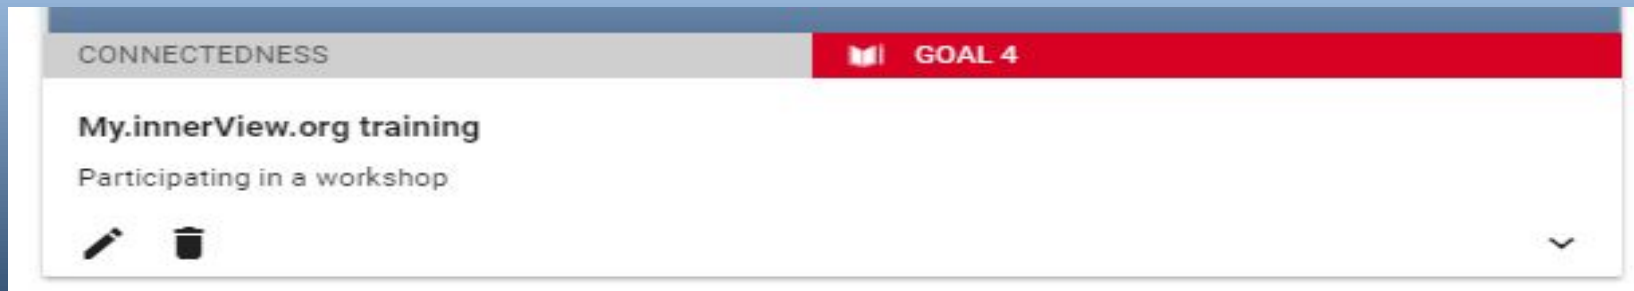 CONNECTEDNESS
GOAL 4
My.innerView.org training
Participating in a workshop